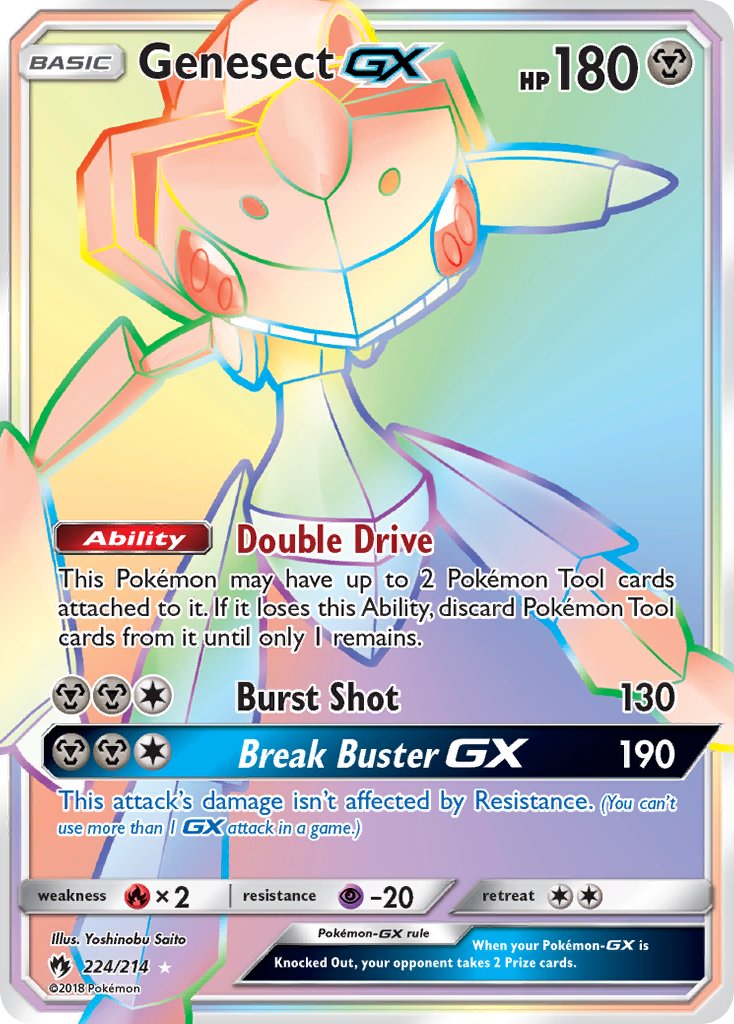 BASIC Genesect GX HP 180
Ability Double Drive
This Pokémon may have up to 2 Pokémon Tool cards
attached to it. If it loses this Ability, discard Pokémon Tool
cards from it until only 1 remains.
Burst Shot 130
Break Buster GX 190
This attack's damage isn't affected by Resistance. (You can't
use more than 1 GX attack in a game.)
weakness ×2 resistance -20 retreat
Illus. Yoshinobu Saito
224/214
©2018 Pokémon
Pokémon-GX rule
When your Pokémon-GX is
Knocked Out, your opponent takes 2 Prize cards.